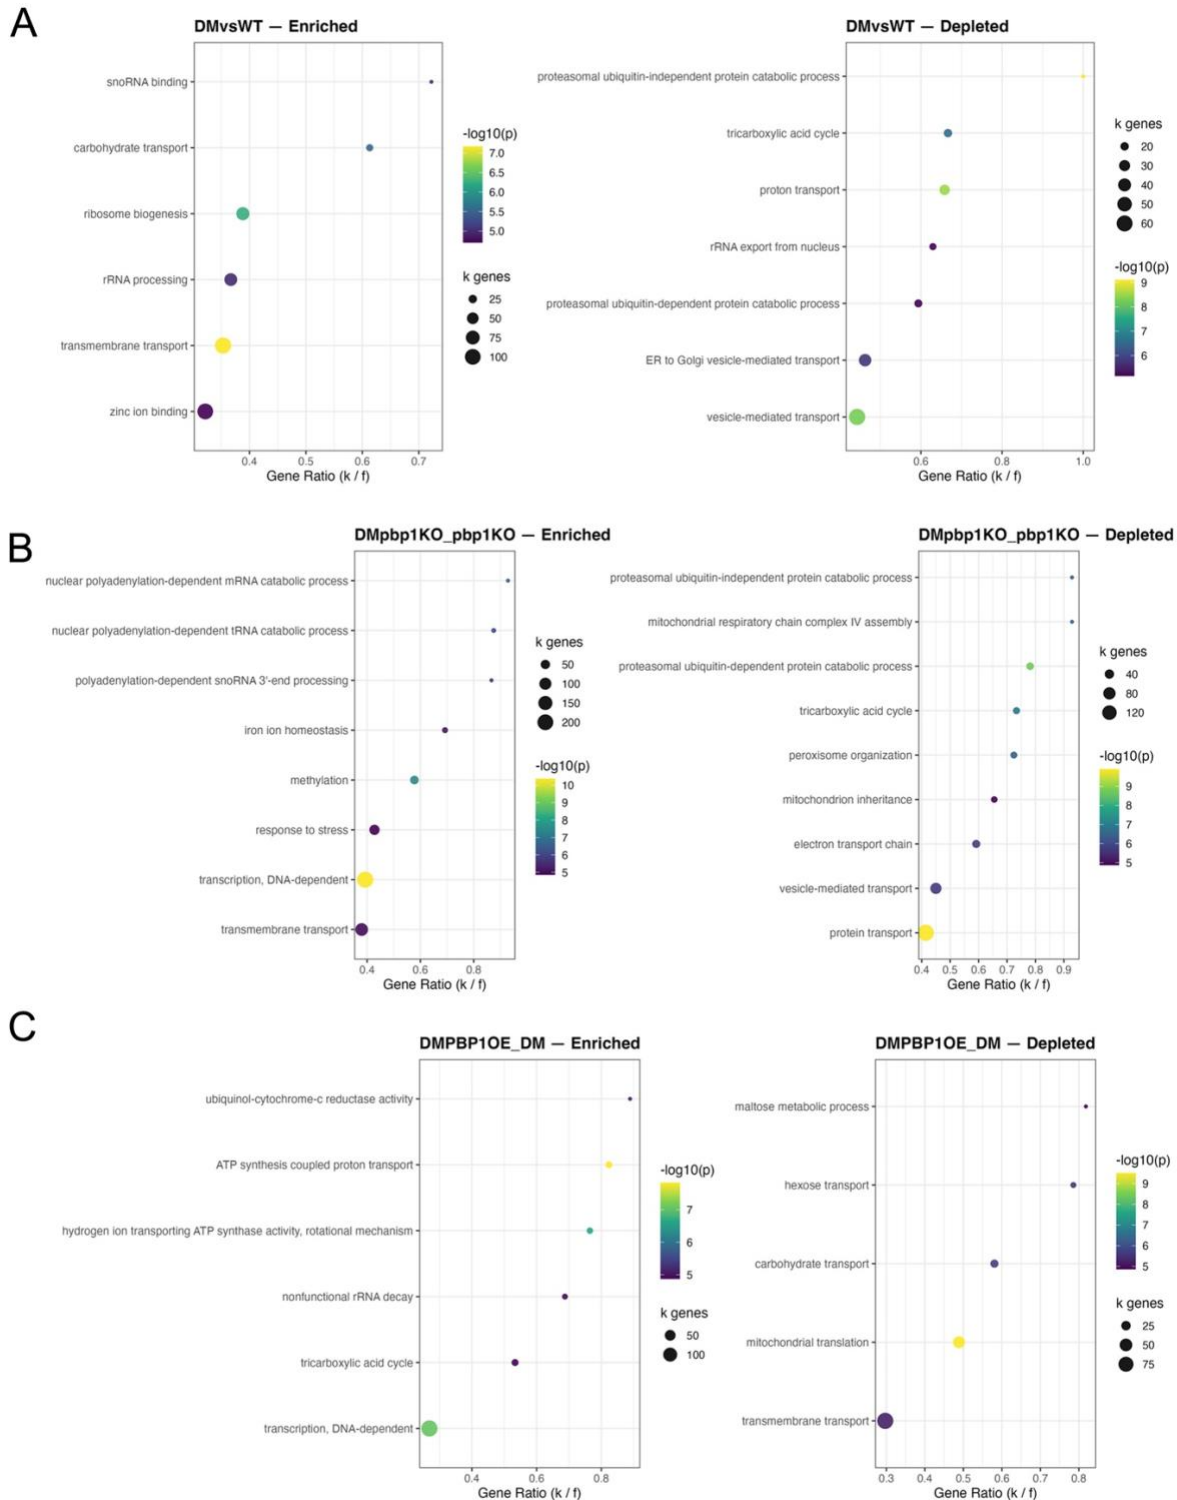 A
DMvsWT — Enriched
snoRNA binding
carbohydrate transport
ribosome biogenesis
rRNA processing
transmembrane transport
zinc ion binding
0.4 0.5 0.6 0.7
Gene Ratio (k / f)
-log10(p)
7.0
6.5
6.0
5.5
5.0
k genes
25
50
75
100
DMvsWT — Depleted
proteasomal ubiquitin-independent protein catabolic process
tricarboxylic acid cycle
proton transport
rRNA export from nucleus
proteasomal ubiquitin-dependent protein catabolic process
ER to Golgi vesicle-mediated transport
vesicle-mediated transport
0.6 0.8 1.0
Gene Ratio (k / f)
k genes
20
30
40
50
60
-log10(p)
9
8
7
6
B
DMpbp1KO_pbp1KO — Enriched
nuclear polyadenylation-dependent mRNA catabolic process
nuclear polyadenylation-dependent tRNA catabolic process
polyadenylation-dependent snoRNA 3'-end processing
iron ion homeostasis
methylation
response to stress
transcription, DNA-dependent
transmembrane transport
0.4 0.6 0.8
Gene Ratio (k / f)
k genes
50
100
150
200
-log10(p)
10
9
8
7
6
5
DMpbp1KO_pbp1KO — Depleted
proteasomal ubiquitin-independent protein catabolic process
mitochondrial respiratory chain complex IV assembly
proteasomal ubiquitin-dependent protein catabolic process
tricarboxylic acid cycle
peroxisome organization
mitochondrion inheritance
electron transport chain
vesicle-mediated transport
protein transport
0.4 0.5 0.6 0.7 0.8 0.9
Gene Ratio (k / f)
k genes
40
80
120
-log10(p)
9
8
7
6
5
C
DMPBP1OE_DM — Enriched
ubiquinol-cytochrome-c reductase activity
ATP synthesis coupled proton transport
hydrogen ion transporting ATP synthase activity, rotational mechanism
nonfunctional rRNA decay
tricarboxylic acid cycle
transcription, DNA-dependent
0.4 0.6 0.8
Gene Ratio (k / f)
-log10(p)
7
6
5
k genes
50
100
DMPBP1OE_DM — Depleted
maltose metabolic process
hexose transport
carbohydrate transport
mitochondrial translation
transmembrane transport
0.3 0.4 0.5 0.6 0.7 0.8
Gene Ratio (k / f)
-log10(p)
9
8
7
6
5
k genes
25
50
75